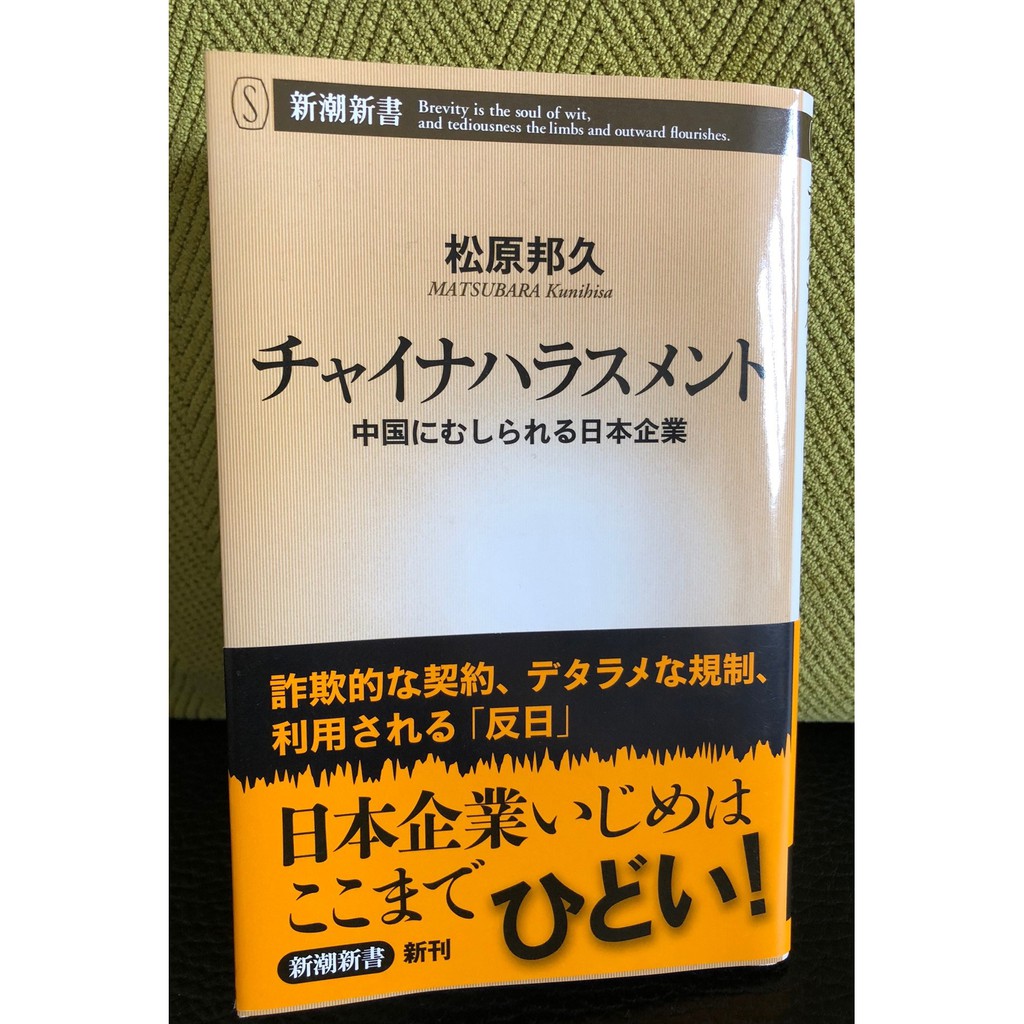 S
新潮新書
Brevity is the soul of wit,
and tediousness the limbs and outward flourishes.
松原邦久
MATSUBARA Kunihisa
チャイナハラスメント
中国にむしられる日本企業
詐欺的な契約、デタラメな規制、
利用される「反日」
日本企業いじめは
ここまで ひどい!
新潮新書 新刊